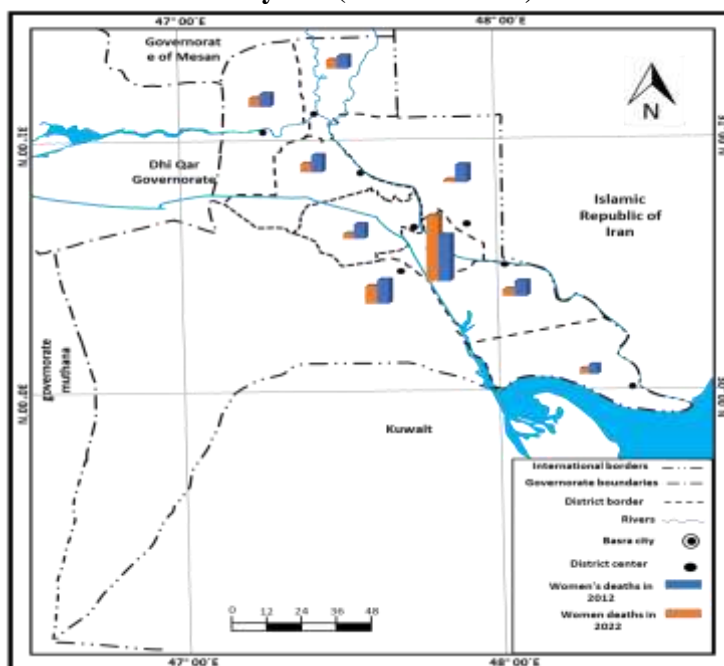 47° 00'E
48° 00'E
Governorat
e of Mesan
N
Dhi Qar
Governorate
Islamic
Republic of
Iran
governorate
muthana
Kuwait
International borders
Governorate boundaries
District border
Rivers
Basra city
District center
Women's deaths in
2012
Women deaths in
2022
0 12 24 36 48
47° 00'E
48° 00'E